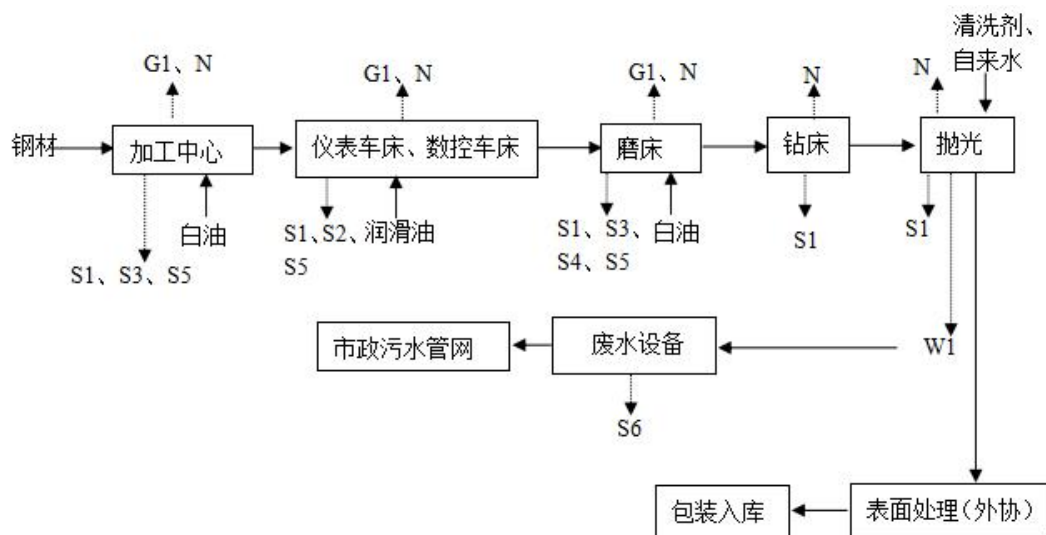 清洗剂、
自来水
G1、N
G1、N
G1、N
N
N
钢材
加工中心
仪表车床、数控车床
磨床
钻床
抛光
白油
S1、S3、S5
S1、S2、
S5
润滑油
S1、S3、
S4、S5
白油
S1
S1
市政污水管网
废水设备
W1
S6
包装入库
表面处理（外协）